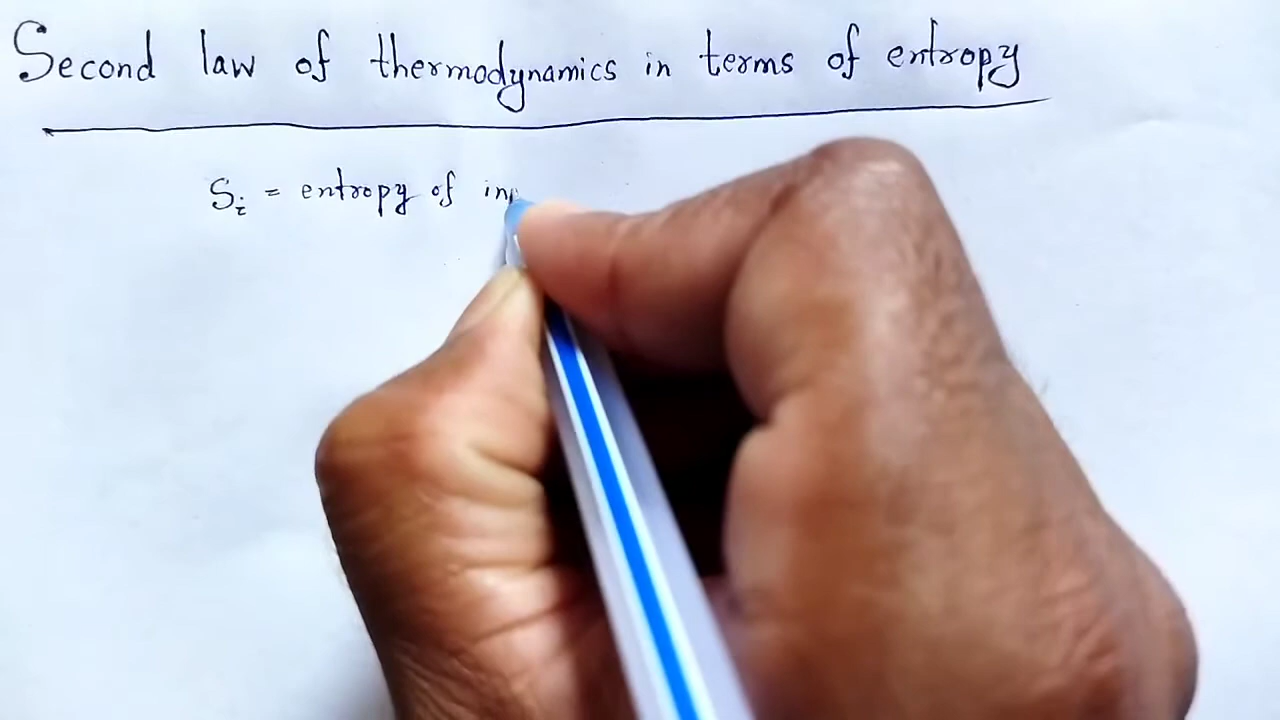 Second law of thermodynamics in terms of entropy
Si = entropy of